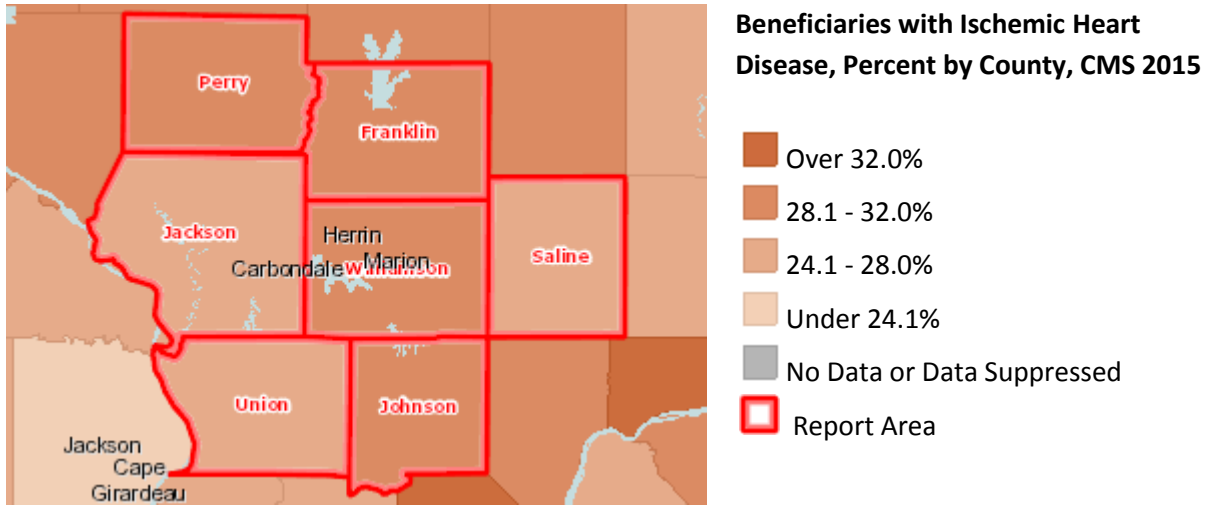 Beneficiaries with Ischemic Heart
Disease, Percent by County, CMS 2015
Over 32.0%
28.1 - 32.0%
24.1 - 28.0%
Under 24.1%
No Data or Data Suppressed
Report Area
Perry
Franklin
Jackson
Herrin
Marion
Carbondale
Williamson
Saline
Union
Johnson
Jackson
Cape
Girardeau